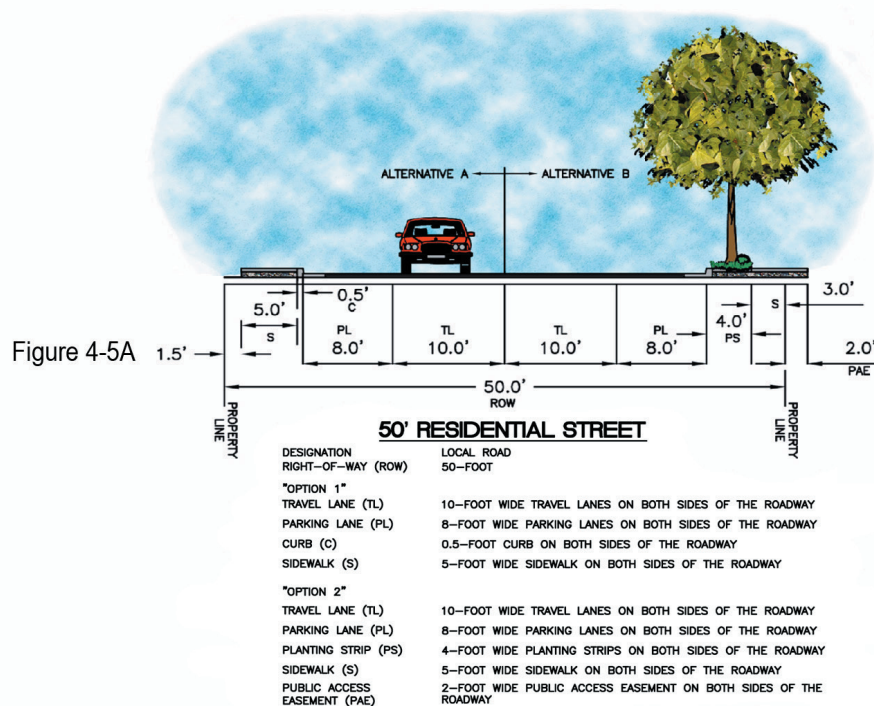 ALTERNATIVE A
ALTERNATIVE B
5.0'
S
0.5'
C
PL
8.0'
TL
10.0'
TL
10.0'
PL
8.0'
4.0'
PS
S
3.0'
2.0'
PAE
Figure 4-5A
1.5'
50.0'
ROW
PROPERTY
LINE
PROPERTY
LINE
50' RESIDENTIAL STREET
DESIGNATION LOCAL ROAD
RIGHT-OF-WAY (ROW) 50-FOOT
"OPTION 1"
TRAVEL LANE (TL) 10-FOOT WIDE TRAVEL LANES ON BOTH SIDES OF THE ROADWAY
PARKING LANE (PL) 8-FOOT WIDE PARKING LANES ON BOTH SIDES OF THE ROADWAY
CURB (C) 0.5-FOOT CURB ON BOTH SIDES OF THE ROADWAY
SIDEWALK (S) 5-FOOT WIDE SIDEWALK ON BOTH SIDES OF THE ROADWAY
"OPTION 2"
TRAVEL LANE (TL) 10-FOOT WIDE TRAVEL LANES ON BOTH SIDES OF THE ROADWAY
PARKING LANE (PL) 8-FOOT WIDE PARKING LANES ON BOTH SIDES OF THE ROADWAY
PLANTING STRIP (PS) 4-FOOT WIDE PLANTING STRIPS ON BOTH SIDES OF THE ROADWAY
SIDEWALK (S) 5-FOOT WIDE SIDEWALK ON BOTH SIDES OF THE ROADWAY
PUBLIC ACCESS 2-FOOT WIDE PUBLIC ACCESS EASEMENT ON BOTH SIDES OF THE
EASEMENT (PAE) ROADWAY